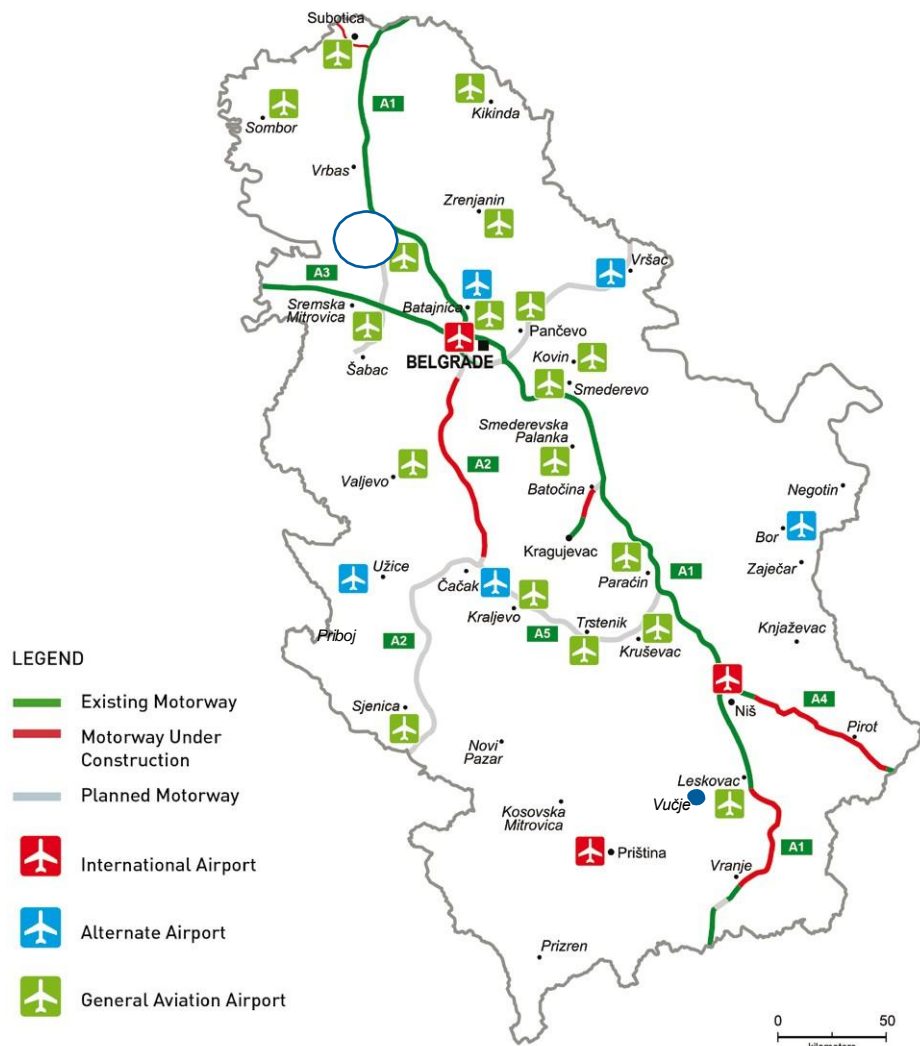 Subotica
A1
Kikinda
Sombor
Vrbas
Zrenjanin
A3
Vršac
Sremska
Mitrovica
Batajnica
Pančevo
BELGRADE
Šabac
Kovin
Smederevo
Smederevska
Palanka
A2
Valjevo
Batočina
Negotin
Bor
Kragujevac
Zaječar
Užice
Čačak
Paraćin
A1
Kraljevo
Trstenik
Priboj
A2
A5
Kruševac
Knjaževac
LEGEND
Existing Motorway
Motorway Under
Construction
Planned Motorway
International Airport
Alternate Airport
General Aviation Airport
Sjenica
Niš
A4
Pirot
Novi
Pazar
Leskovac
Vučje
Kosovska
Mitrovica
Priština
A1
Vranje
Prizren
0 50
kilometers